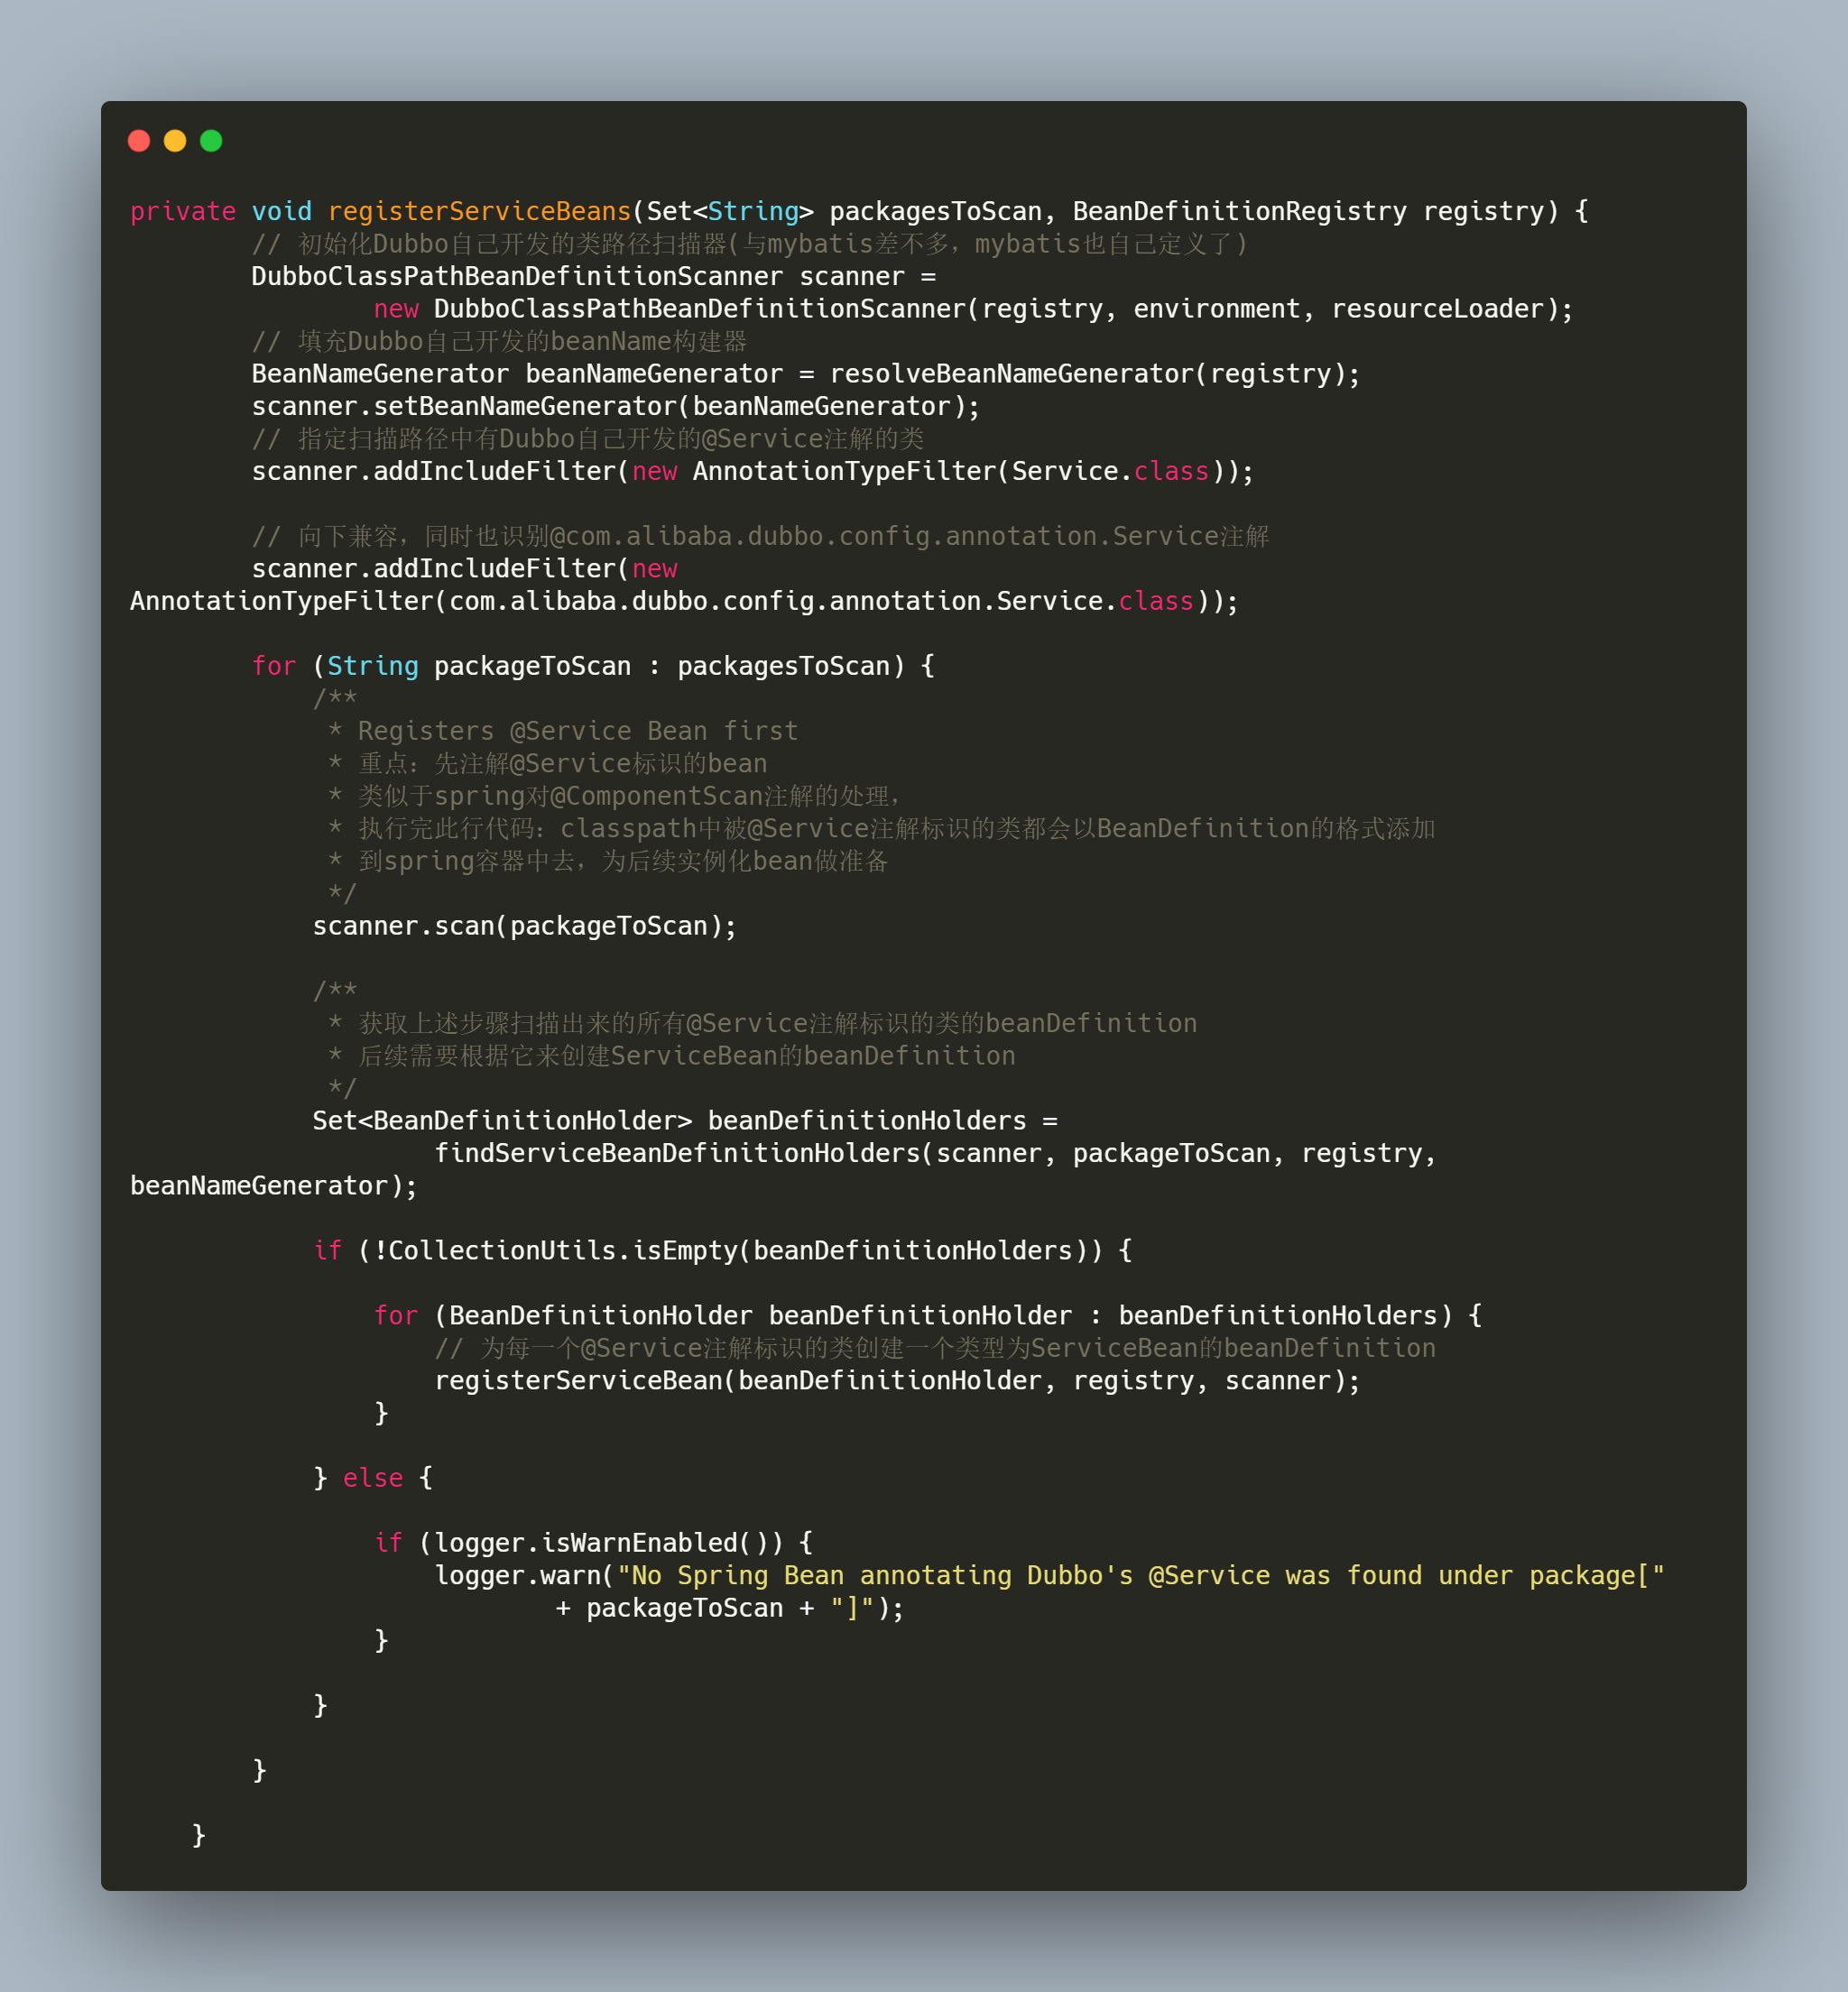 private void registerServiceBeans(Set<String> packagesToScan, BeanDefinitionRegistry registry) {
        // 初始化Dubbo自己开发的类路径扫描器(与mybatis差不多，mybatis也自己定义了)
        DubboClassPathBeanDefinitionScanner scanner =
                new DubboClassPathBeanDefinitionScanner(registry, environment, resourceLoader);
        // 填充Dubbo自己开发的beanName构建器
        BeanNameGenerator beanNameGenerator = resolveBeanNameGenerator(registry);
        scanner.setBeanNameGenerator(beanNameGenerator);
        // 指定扫描路径中有Dubbo自己开发的@Service注解的类
        scanner.addIncludeFilter(new AnnotationTypeFilter(Service.class));

        // 向下兼容，同时也识别@com.alibaba.dubbo.config.annotation.Service注解
        scanner.addIncludeFilter(new
AnnotationTypeFilter(com.alibaba.dubbo.config.annotation.Service.class));

        for (String packageToScan : packagesToScan) {
            /**
             * Registers @Service Bean first
             * 重点：先注解@Service标识的bean
             * 类似于spring对@ComponentScan注解的处理，
             * 执行完此行代码：classpath中被@Service注解标识的类都会以BeanDefinition的格式添加
             * 到spring容器中去，为后续实例化bean做准备
             */
            scanner.scan(packageToScan);

            /**
             * 获取上述步骤扫描出来的所有@Service注解标识的类的beanDefinition
             * 后续需要根据它来创建ServiceBean的beanDefinition
             */
            Set<BeanDefinitionHolder> beanDefinitionHolders =
                    findServiceBeanDefinitionHolders(scanner, packageToScan, registry,
beanNameGenerator);

            if (!CollectionUtils.isEmpty(beanDefinitionHolders)) {

                for (BeanDefinitionHolder beanDefinitionHolder : beanDefinitionHolders) {
                    // 为每一个@Service注解标识的类创建一个类型为ServiceBean的beanDefinition
                    registerServiceBean(beanDefinitionHolder, registry, scanner);
                }

            } else {

                if (logger.isWarnEnabled()) {
                    logger.warn("No Spring Bean annotating Dubbo's @Service was found under package["
                            + packageToScan + "]");
                }

            }

        }

    }